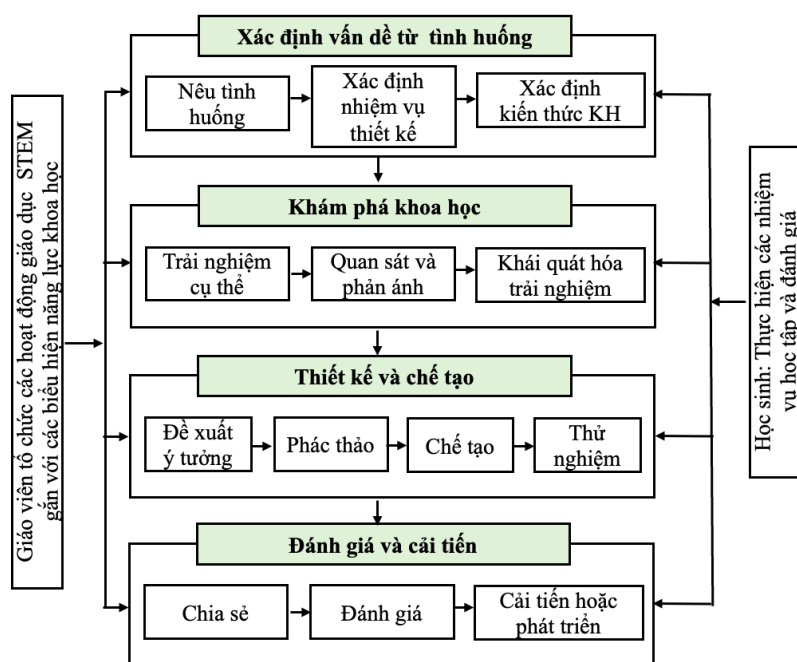 Xác định vấn dề từ tình huống
Nêu tình
huống
Xác định
nhiệm vụ
thiết kế
Xác định
kiến thức KH
Khám phá khoa học
Trải nghiệm
cụ thể
Quan sát và
phản ánh
Khái quát hóa
trải nghiệm
Thiết kế và chế tạo
Đề xuất
ý tưởng
Phác thảo
Chế tạo
Thử
nghiệm
Đánh giá và cải tiến
Chia sẻ
Đánh giá
Cải tiến hoặc
phát triển
Giáo viên tổ chức các hoạt động giáo dục STEM
gắn với các biểu hiện năng lực khoa học
Học sinh: Thực hiện các nhiệm
vụ học tập và đánh giá